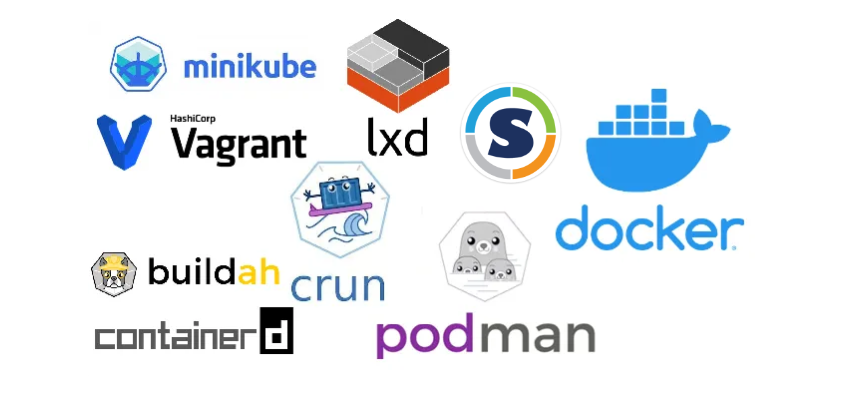 minikube
lxd
HashiCorp
Vagrant
S
docker
buildah
crun
containerd
podman